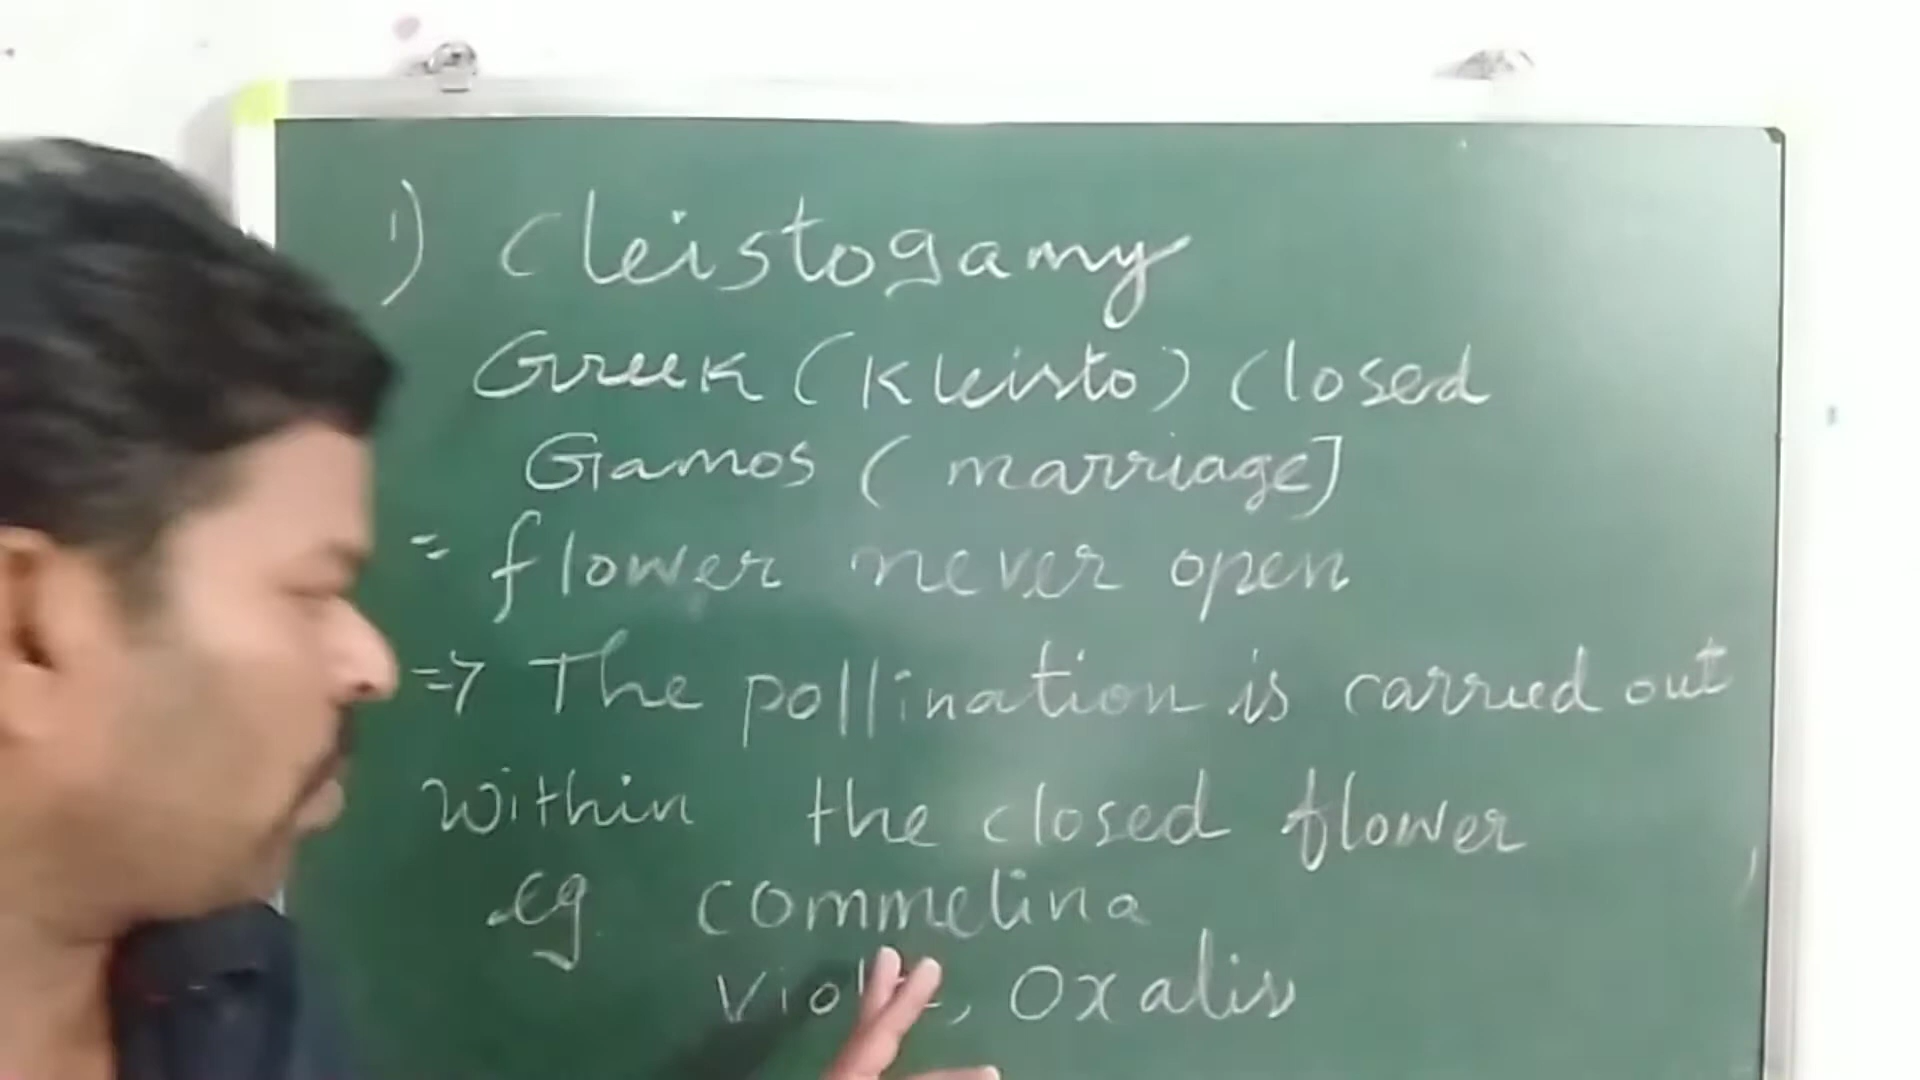 1) Cleistogamy
Greek (Kleisto) Closed
Gamos ( marriage]
= flower never open
=> The pollination is carried out
Within the closed flower
eg commelina
Oxalis